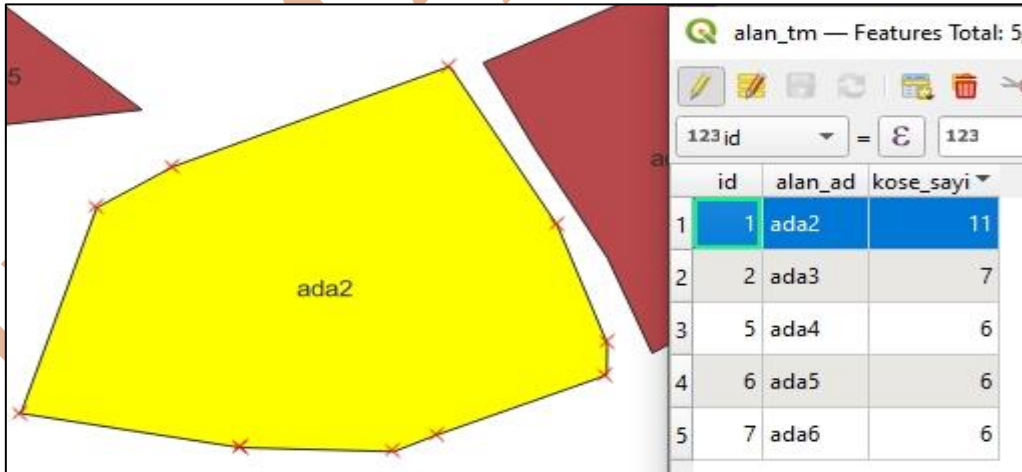 5
ada2
alan_tm — Features Total: 5
123 id = ε 123
id alan_ad kose_sayi
1 1 ada2 11
2 2 ada3 7
3 5 ada4 6
4 6 ada5 6
5 7 ada6 6